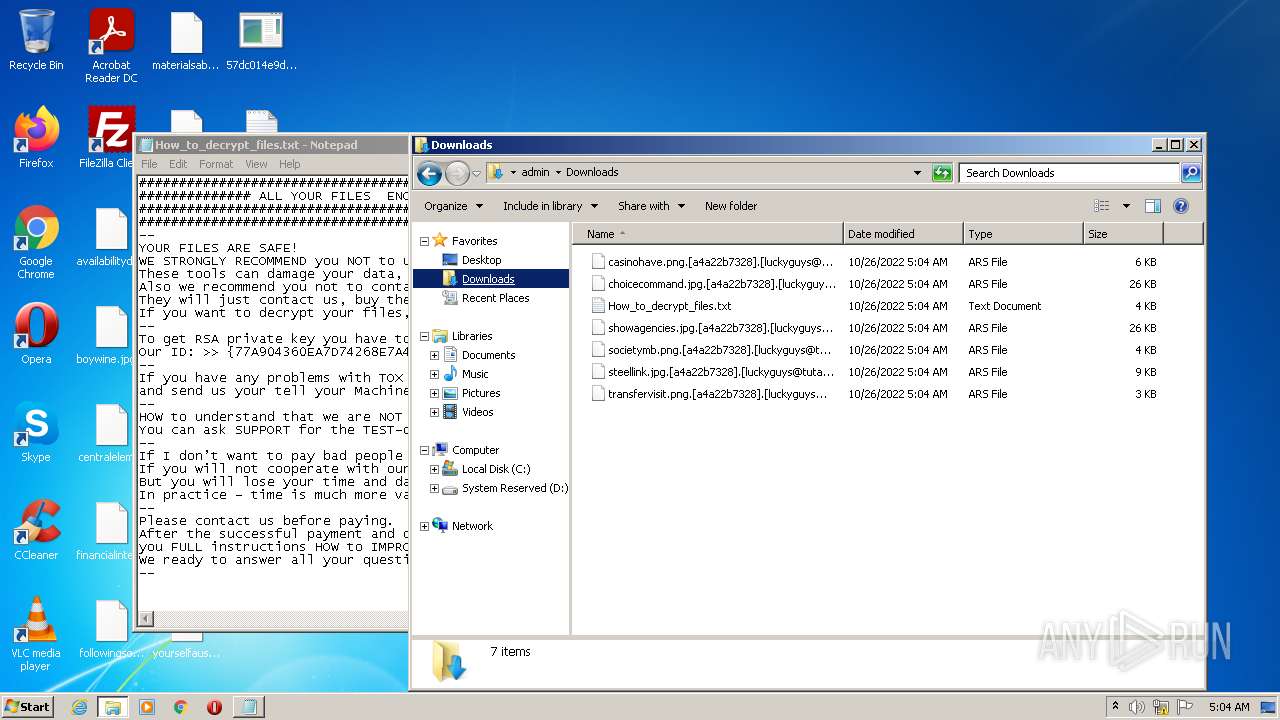 Recycle Bin
Acrobat
Reader DC
materialsab...
57dc014e9d...
Firefox
FileZilla Clie
Google
Chrome
availabilityd
Opera
boywine.jpg
Skype
centralelem
CCleaner
financialinte
VLC media
player
followingso...
yourselfaus...
How_to_decrypt_files.txt - Notepad
File Edit Format View Help
ALL YOUR FILES ENC
--
YOUR FILES ARE SAFE!
WE STRONGLY RECOMMEND you NOT to u
These tools can damage your data,
Also we recommend you not to conta
They will just contact us, buy the
If you want to decrypt your files,
--
To get RSA private key you have to
Our ID: >> {77A904360EA7D74268E7A4
--
If you have any problems with TOX
and send us your tell your Machine
--
HOW to understand that we are NOT
You can ask SUPPORT for the TEST-d
--
If I don't want to pay bad people
If you will not cooperate with our
But you will lose your time and da
In practice - time is much more va
--
Please contact us before paying.
After the successful payment and d
you FULL instructions HOW to IMPRO
We ready to answer all your questi
--
Downloads
admin Downloads
Search Downloads
Organize Include in library Share with New folder
Favorites
Desktop
Downloads
Recent Places
Libraries
Documents
Music
Pictures
Videos
Computer
Local Disk (C:)
System Reserved (D:)
Network
Name Date modified Type Size
casinohave.png.[a4a22b7328].[luckyguys@... 10/26/2022 5:04 AM ARS File 6 KB
choicecommand.jpg.[a4a22b7328].[luckyguy... 10/26/2022 5:04 AM ARS File 26 KB
How_to_decrypt_files.txt 10/26/2022 5:04 AM Text Document 4 KB
showagencies.jpg.[a4a22b7328].[luckyguys... 10/26/2022 5:04 AM ARS File 20 KB
societymb.png.[a4a22b7328].[luckyguys@t... 10/26/2022 5:04 AM ARS File 4 KB
steellink.jpg.[a4a22b7328].[luckyguys@tuta... 10/26/2022 5:04 AM ARS File 9 KB
transfervisit.png.[a4a22b7328].[luckyguys... 10/26/2022 5:04 AM ARS File 3 KB
7 items
ANY RUN
Start
5:04 AM